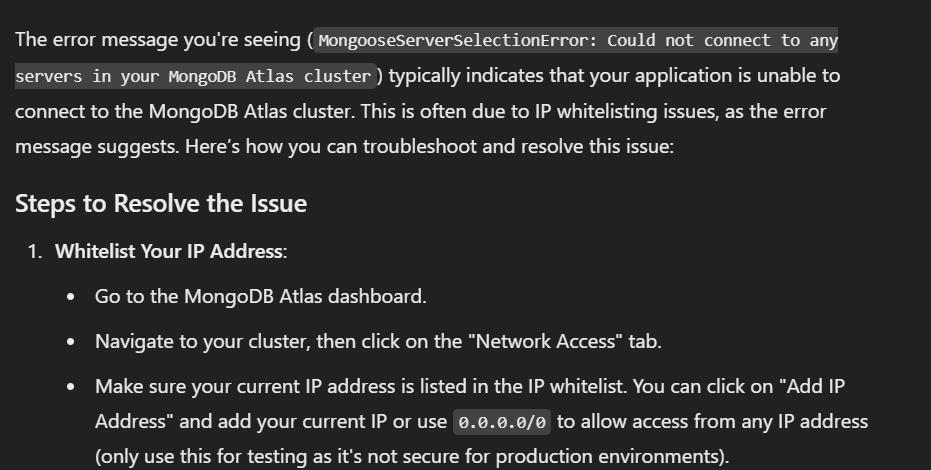 The error message you're seeing (MongooseServerSelectionError: Could not connect to any
servers in your MongoDB Atlas cluster) typically indicates that your application is unable to
connect to the MongoDB Atlas cluster. This is often due to IP whitelisting issues, as the error
message suggests. Here’s how you can troubleshoot and resolve this issue:
Steps to Resolve the Issue
1. Whitelist Your IP Address:
• Go to the MongoDB Atlas dashboard.
• Navigate to your cluster, then click on the "Network Access" tab.
• Make sure your current IP address is listed in the IP whitelist. You can click on "Add IP
Address" and add your current IP or use 0.0.0.0/0 to allow access from any IP address
(only use this for testing as it's not secure for production environments).